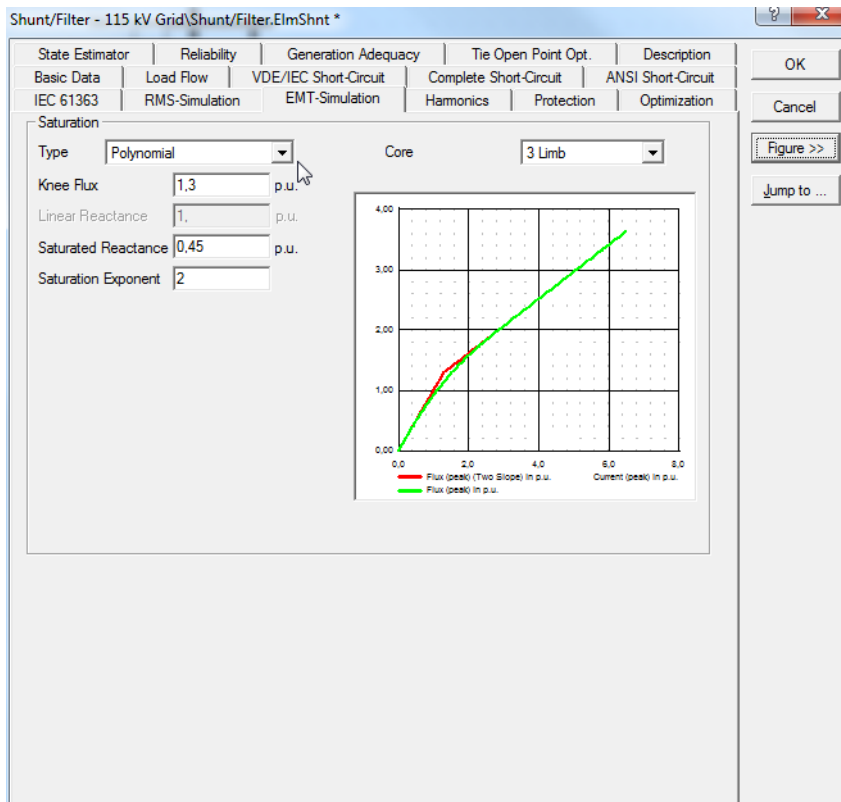 Shunt/Filter - 115 kV Grid\Shunt/Filter.ElmShnt *
? X
State Estimator Reliability Generation Adequacy Tie Open Point Opt. Description
Basic Data Load Flow VDE/IEC Short-Circuit Complete Short-Circuit ANSI Short-Circuit
IEC 61363 RMS-Simulation EMT-Simulation Harmonics Protection Optimization
OK
Cancel
Figure >>
Jump to ...
Saturation
Type Polynomial Core 3 Limb
Knee Flux 1,3 p.u.
Linear Reactance 1, p.u.
Saturated Reactance 0,45 p.u.
Saturation Exponent 2
4,00
3,00
2,00
1,00
0,00
0,0 2,0 4,0 6,0 8,0
Flux (peak) (Two Slope) in p.u. Current (peak) in p.u.
Flux (peak) in p.u.